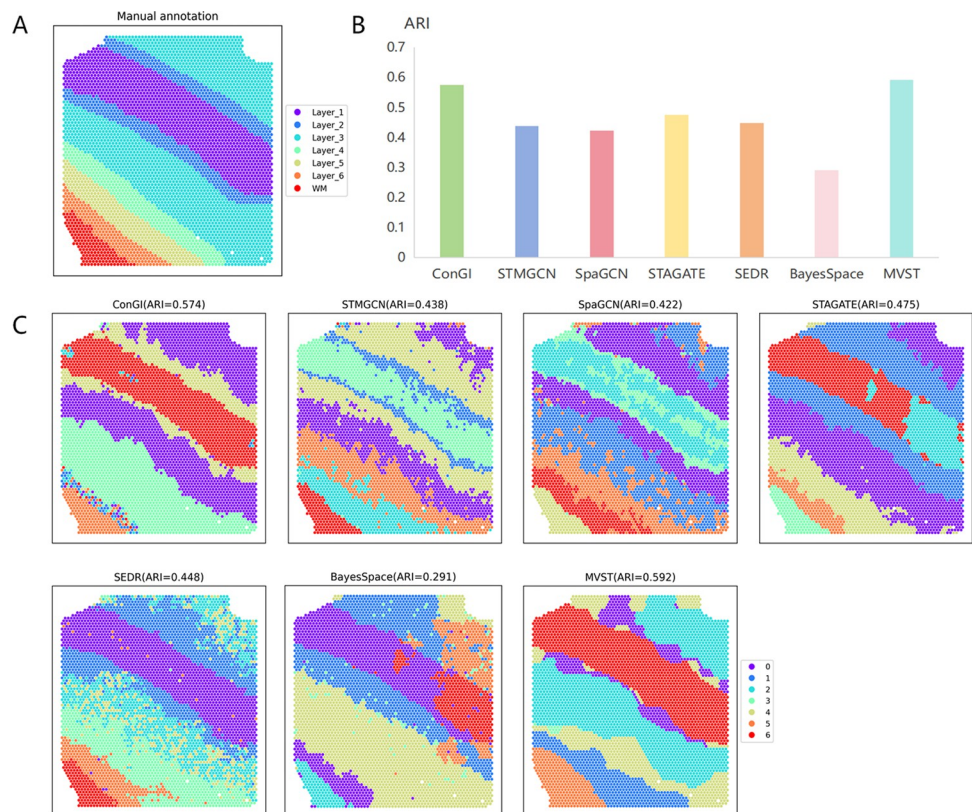 A
Manual annotation
Layer_1
Layer_2
Layer_3
Layer_4
Layer_5
Layer_6
WM
B
ARI
0.7
0.6
0.5
0.4
0.3
0.2
0.1
0
ConGI STMGCN SpaGCN STAGATE SEDR BayesSpace MVST
C
ConGI(ARI=0.574) STMGCN(ARI=0.438) SpaGCN(ARI=0.422) STAGATE(ARI=0.475)
SEDR(ARI=0.448) BayesSpace(ARI=0.291) MVST(ARI=0.592)
0
1
2
3
4
5
6